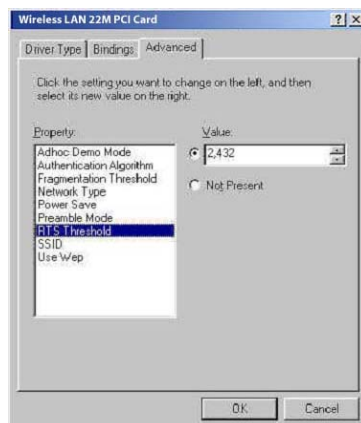 Wireless LAN 22M PCI Card
Driver Type Bindings Advanced
Click the setting you want to change on the left, and then
select its new value on the right.
Property:
Adhoc Demo Mode
Authentication Algorithm
Fragmentation Threshold
Network Type
Power Save
Preamble Mode
RTS Threshold
SSID
Use Wep
Value:
2,432
Not Present
OK Cancel